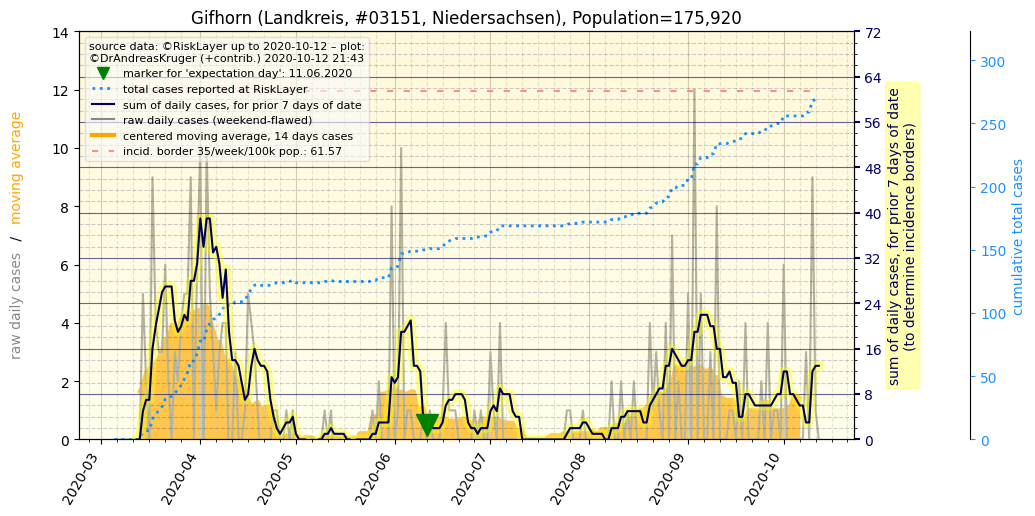 Gifhorn (Landkreis, #03151, Niedersachsen), Population=175,920
source data: ©RiskLayer up to 2020-10-12 – plot:
©DrAndreasKruger (+contrib.) 2020-10-12 21:43
marker for 'expectation day': 11.06.2020
total cases reported at RiskLayer
sum of daily cases, for prior 7 days of date
raw daily cases (weekend-flawed)
centered moving average, 14 days cases
incid. border 35/week/100k pop.: 61.57
raw daily cases / moving average
14
12
10
8
6
4
2
0
72
64
56
48
40
32
24
16
8
0
sum of daily cases, for prior 7 days of date
(to determine incidence borders)
300
250
200
150
100
50
0
cumulative total cases
2020-03
2020-04
2020-05
2020-06
2020-07
2020-08
2020-09
2020-10